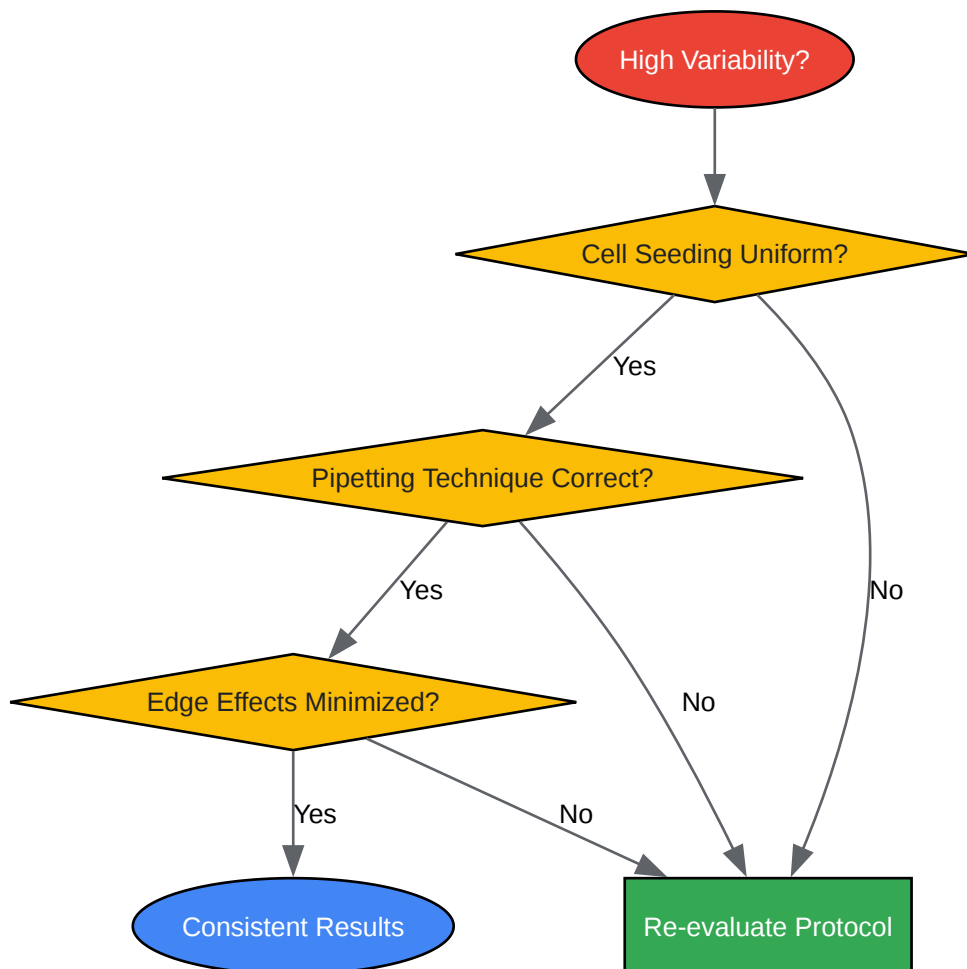 High Variability?
Cell Seeding Uniform?
Yes
Pipetting Technique Correct?
Yes
No
Edge Effects Minimized?
No
Yes
No
Consistent Results
Re-evaluate Protocol